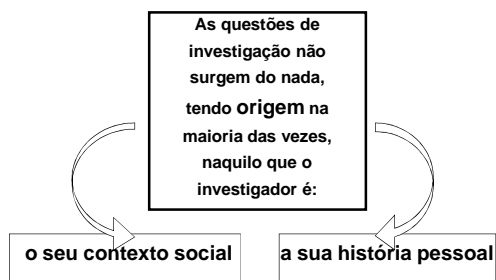 As questões de
investigação não
surgem do nada,
tendo origem na
maioria das vezes,
naquilo que o
investigador é:
o seu contexto social
a sua história pessoal